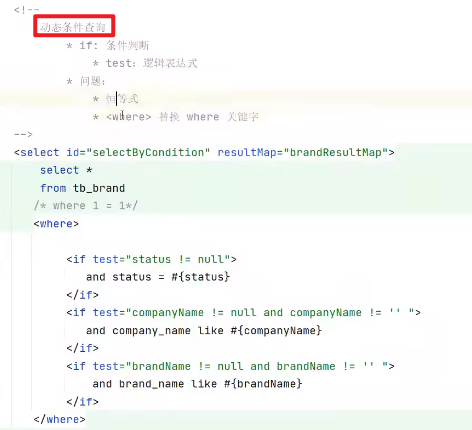 <!--
动态条件查询
* if: 条件判断
* test：逻辑表达式
* 问题：
* 恒等式
* <where> 替换 where 关键字
-->
<select id="selectByCondition" resultMap="brandResultMap">
select *
from tb_brand
/* where 1 = 1*/
<where>
<if test="status != null">
and status = #{status}
</if>
<if test="companyName != null and companyName != '' ">
and company_name like #{companyName}
</if>
<if test="brandName != null and brandName != '' ">
and brand_name like #{brandName}
</if>
</where>